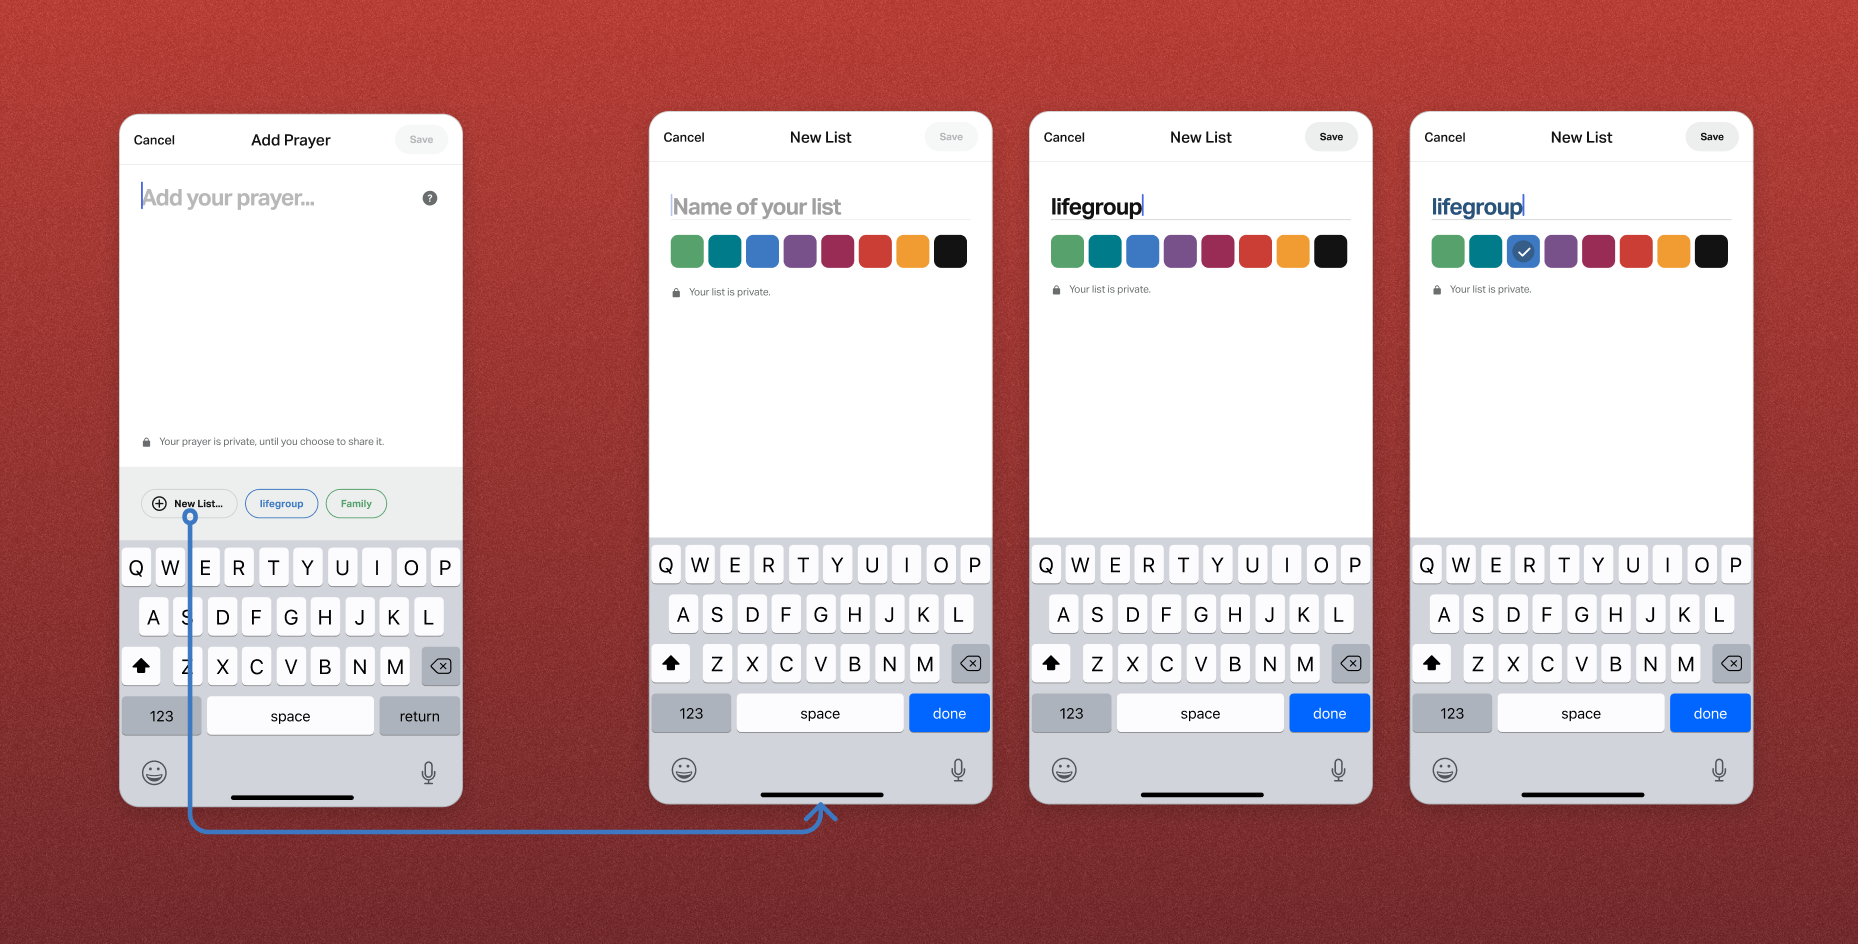 Cancel Add Prayer Save
Add your prayer...
?
Your prayer is private, until you choose to share it.
New List... lifegroup Family
Q W E R T Y U I O P
A S D F G H J K L
Z X C V B N M
123 space return
Cancel New List Save
Name of your list
Your list is private.
Q W E R T Y U I O P
A S D F G H J K L
Z X C V B N M
123 space done
Cancel New List Save
lifegroup
Your list is private.
Q W E R T Y U I O P
A S D F G H J K L
Z X C V B N M
123 space done
Cancel New List Save
lifegroup
Your list is private.
Q W E R T Y U I O P
A S D F G H J K L
Z X C V B N M
123 space done